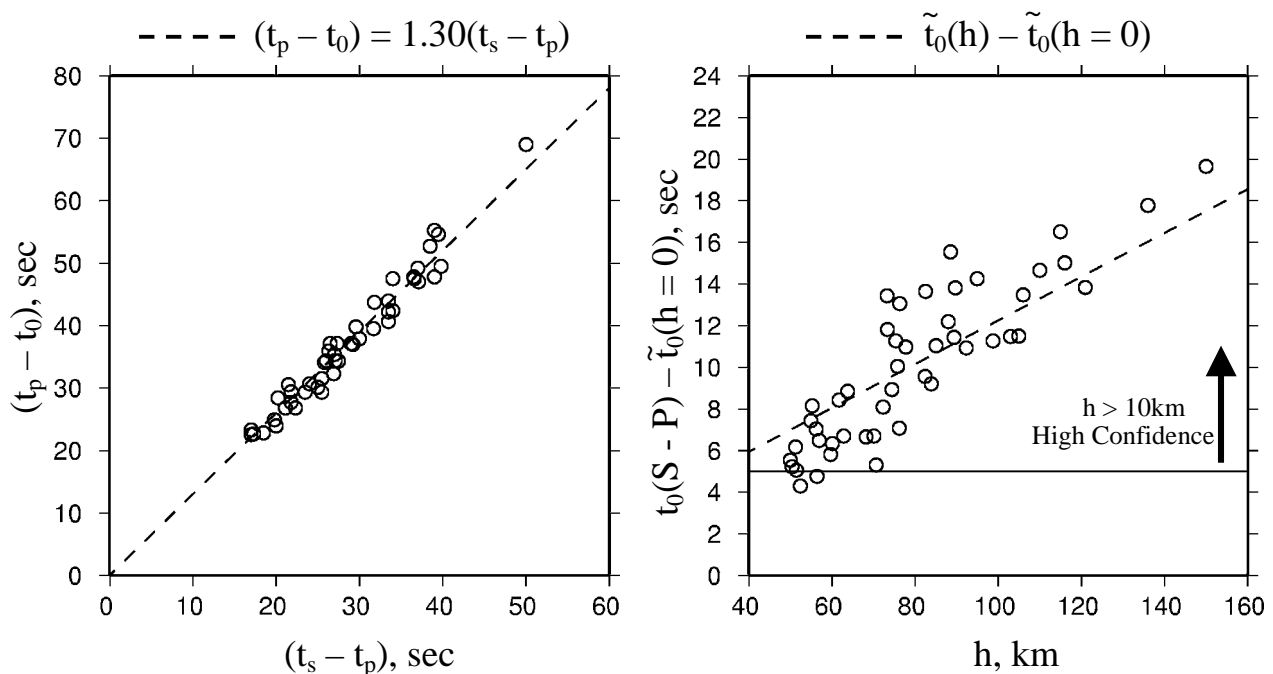 (tₚ – t₀) = 1.30(tₛ – tₚ)
80
70
60
50
40
30
20
10
0
(tₚ – t₀), sec
0 10 20 30 40 50 60
(tₛ – tₚ), sec
t̃₀(h) – t̃₀(h = 0)
24
22
20
18
16
14
12
10
8
6
4
2
0
t₀(S - P) – t̃₀(h = 0), sec
h > 10km
High Confidence
40 60 80 100 120 140 160
h, km